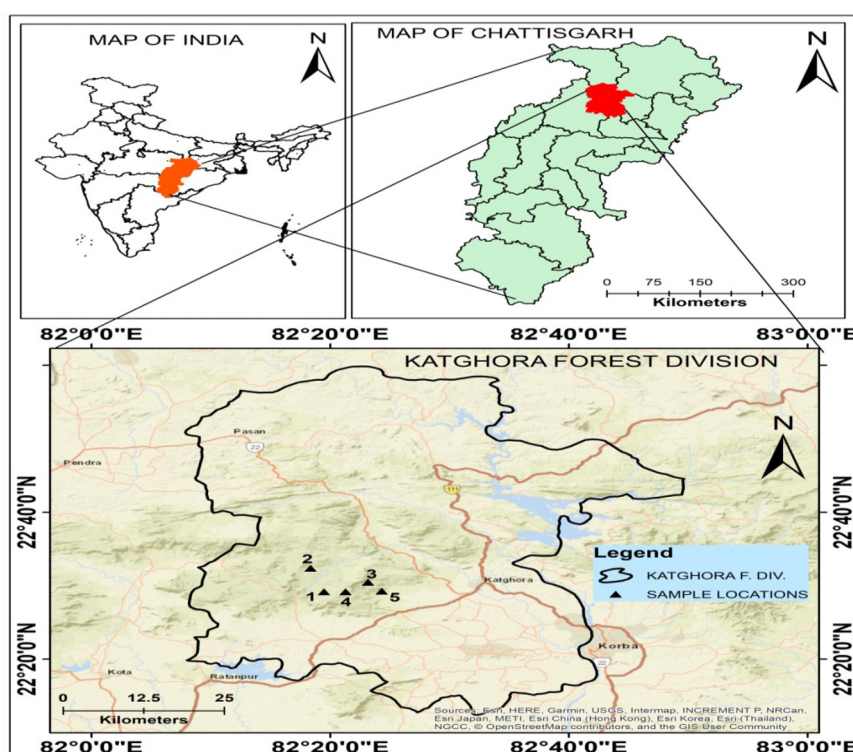 MAP OF INDIA
N
MAP OF CHATTISGARH
N
0 75 150 300
Kilometers
82°0'0"E 82°20'0"E 82°40'0"E 83°0'0"E
KATGHORA FOREST DIVISION
N
Pasan
22
Pendra
111
22°40'0"N
22°40'0"N
2
3
1
4
5
Katghora
Legend
KATGHORA F. DIV.
SAMPLE LOCATIONS
22°20'0"N
22°20'0"N
Kota
Ratanpur
Korba
22
0 12.5 25
Kilometers
Sources: Esri, HERE, Garmin, USGS, Intermap, INCREMENT P, NRCan,
Esri Japan, METI, Esri China (Hong Kong), Esri Korea, Esri (Thailand),
NGCC, © OpenStreetMap contributors, and the GIS User Community
82°0'0"E 82°20'0"E 82°40'0"E 83°0'0"E